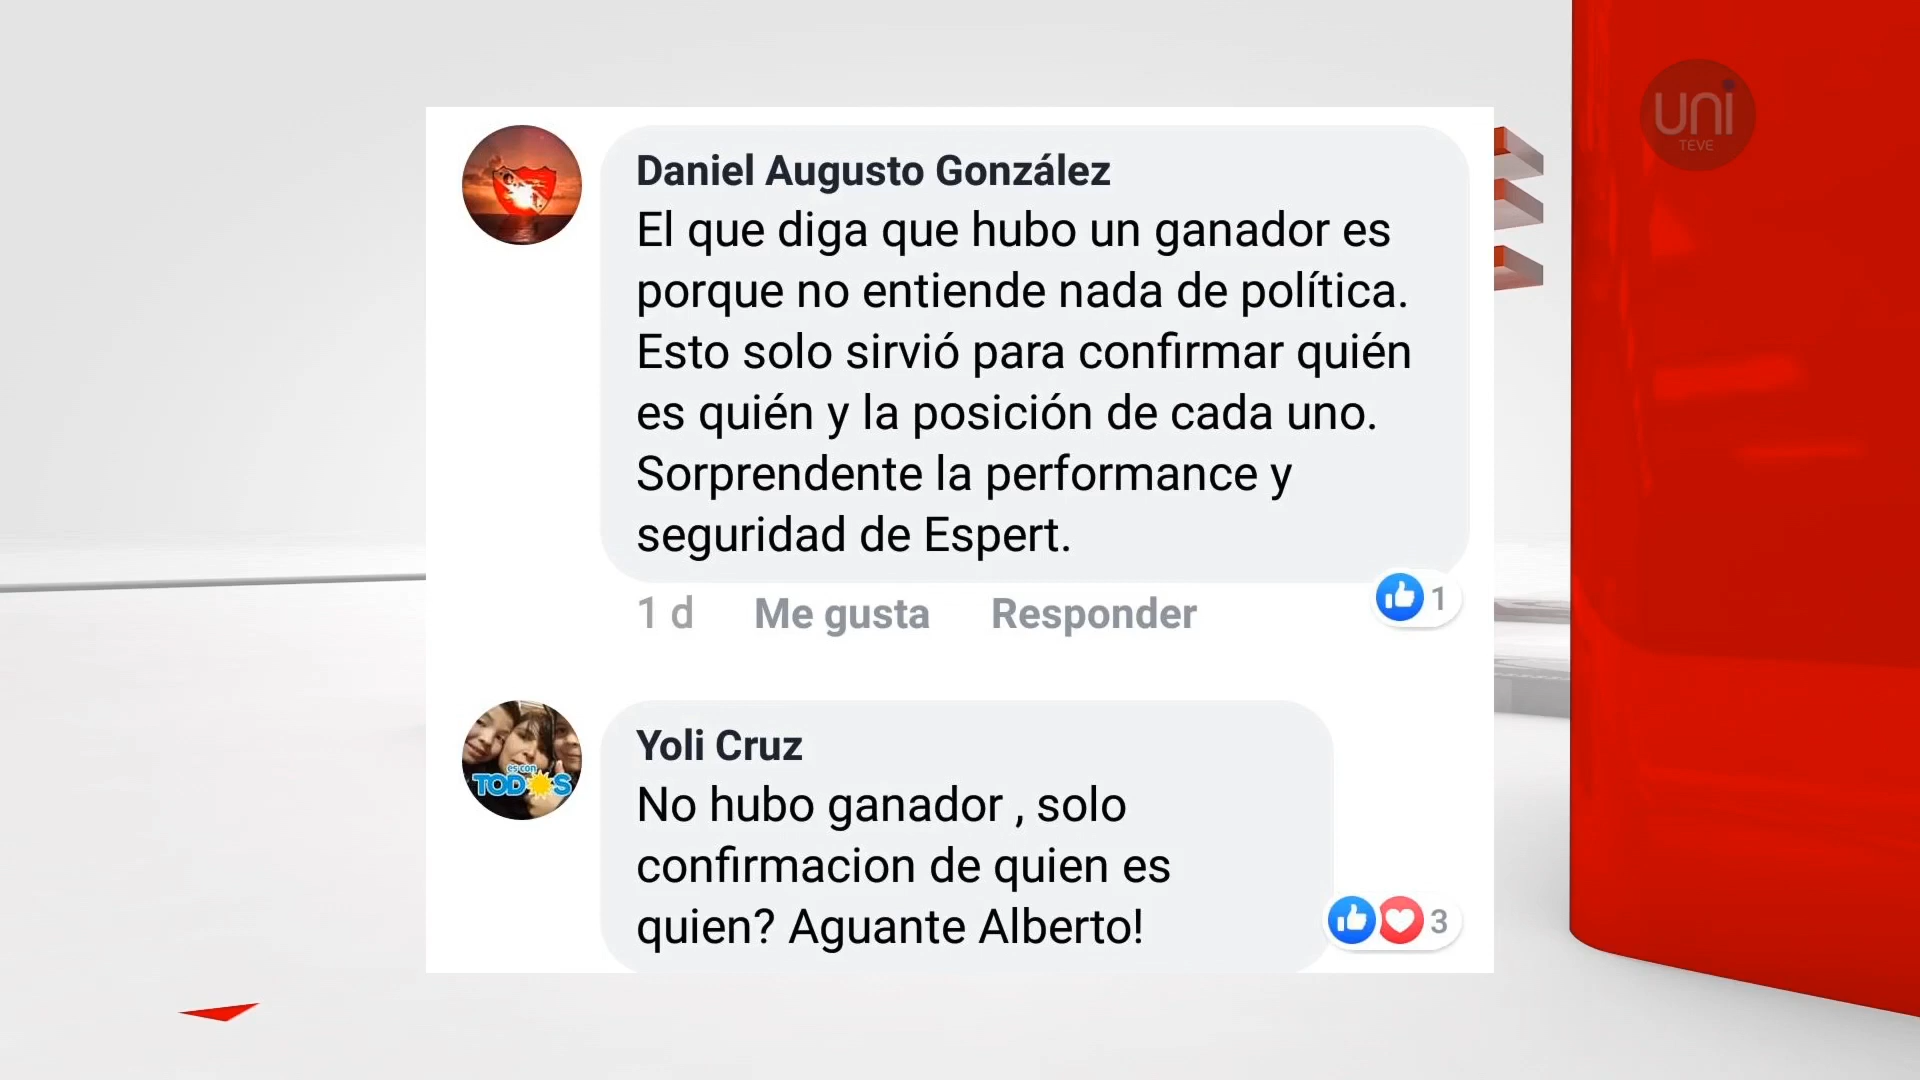 uni
TEVE
Daniel Augusto González
El que diga que hubo un ganador es
porque no entiende nada de política.
Esto solo sirvió para confirmar quién
es quién y la posición de cada uno.
Sorprendente la performance y
seguridad de Espert.
1 d Me gusta Responder 1
es con
TODOS
Yoli Cruz
No hubo ganador , solo
confirmacion de quien es
quien? Aguante Alberto!
3